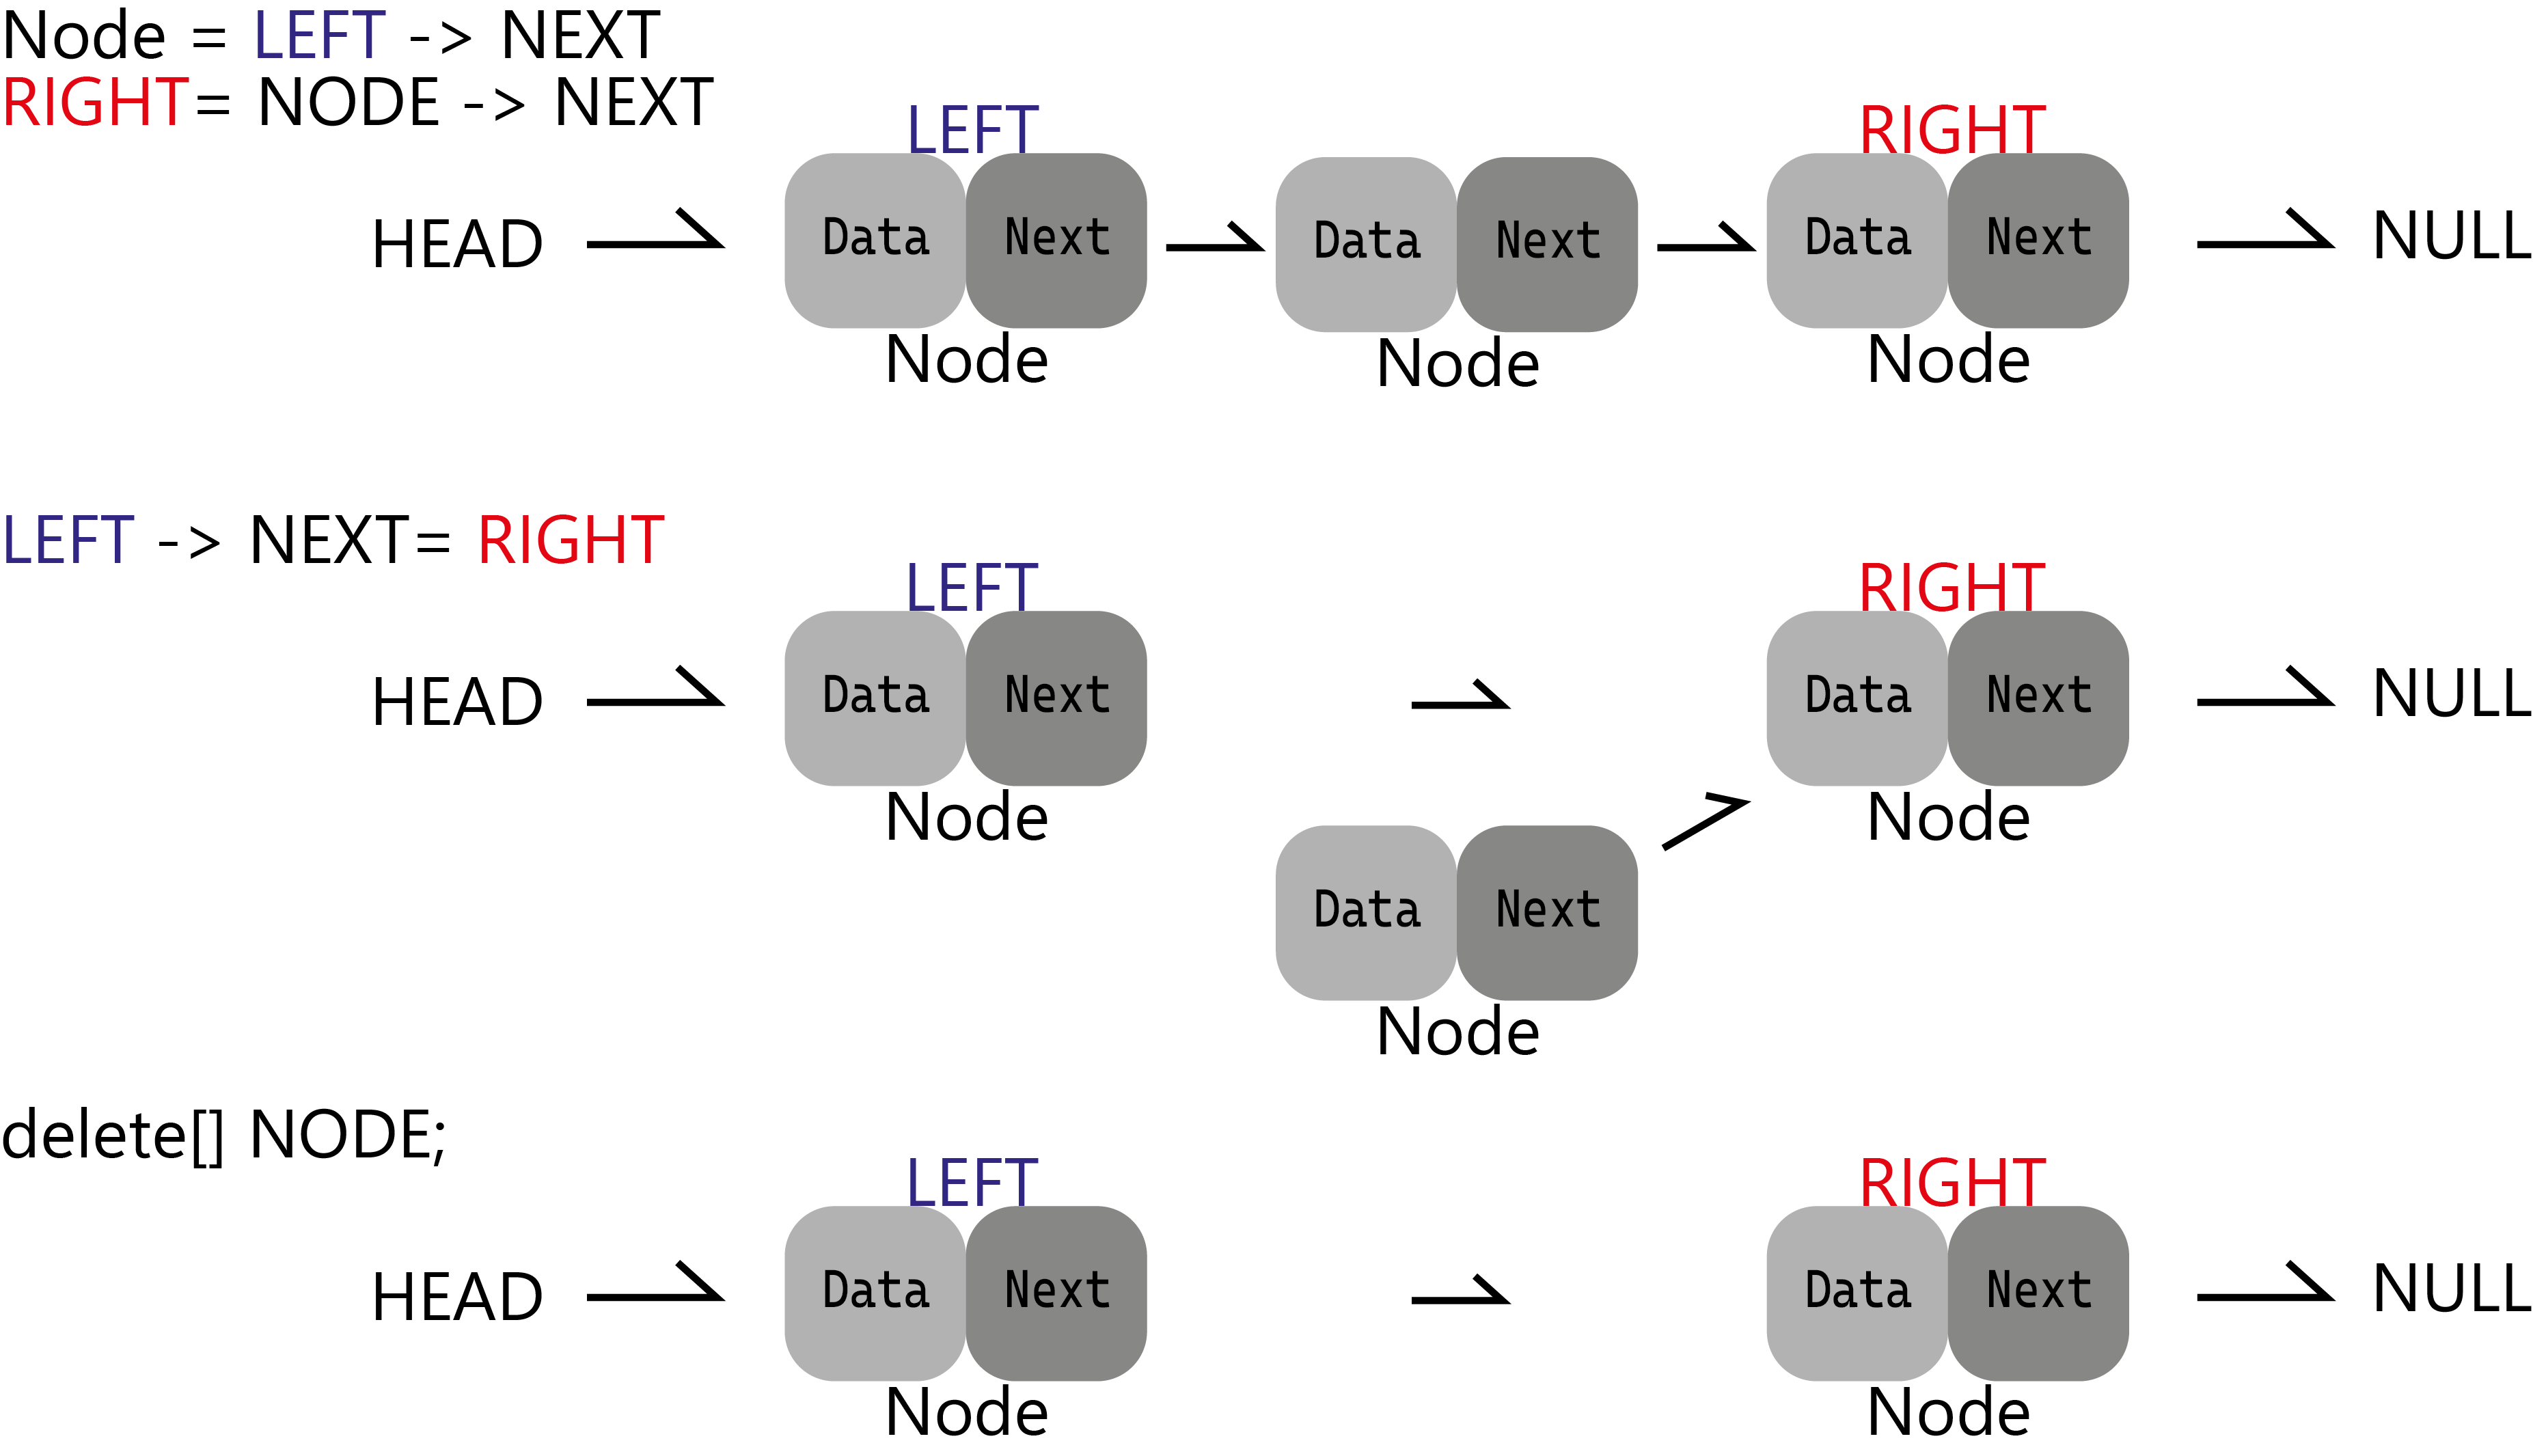 Node = LEFT -> NEXT
RIGHT= NODE -> NEXT
LEFT RIGHT
HEAD Data Next Data Next Data Next NULL
Node Node Node
LEFT -> NEXT= RIGHT
LEFT RIGHT
HEAD Data Next Data Next NULL
Node Node
Data Next
Node
delete[] NODE;
LEFT RIGHT
HEAD Data Next Data Next NULL
Node Node